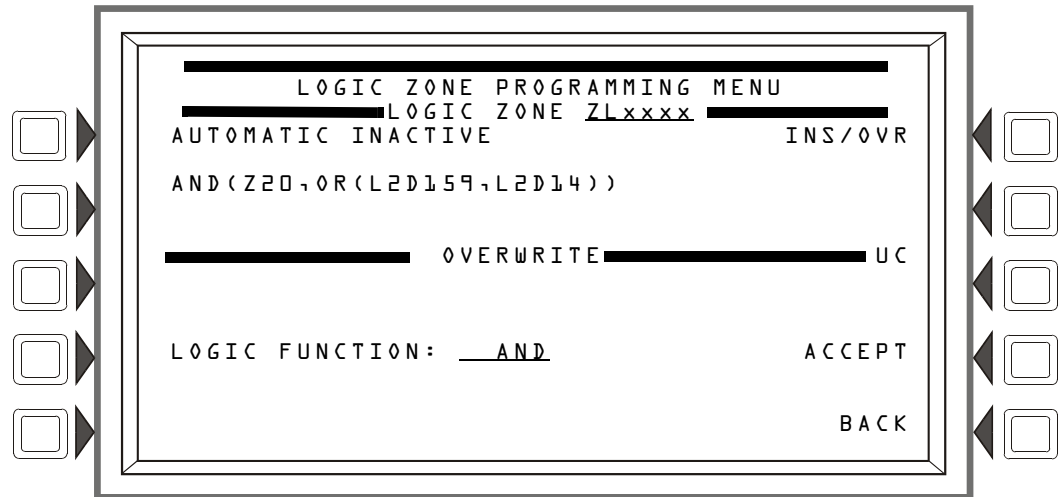 LOGIC ZONE PROGRAMMING MENU
LOGIC ZONE ZLxxxx
AUTOMATIC INACTIVE INS/OVR
AND(Z20,OR(L2D159,L2D14))
OVERWRITE UC
LOGIC FUNCTION: AND ACCEPT
BACK